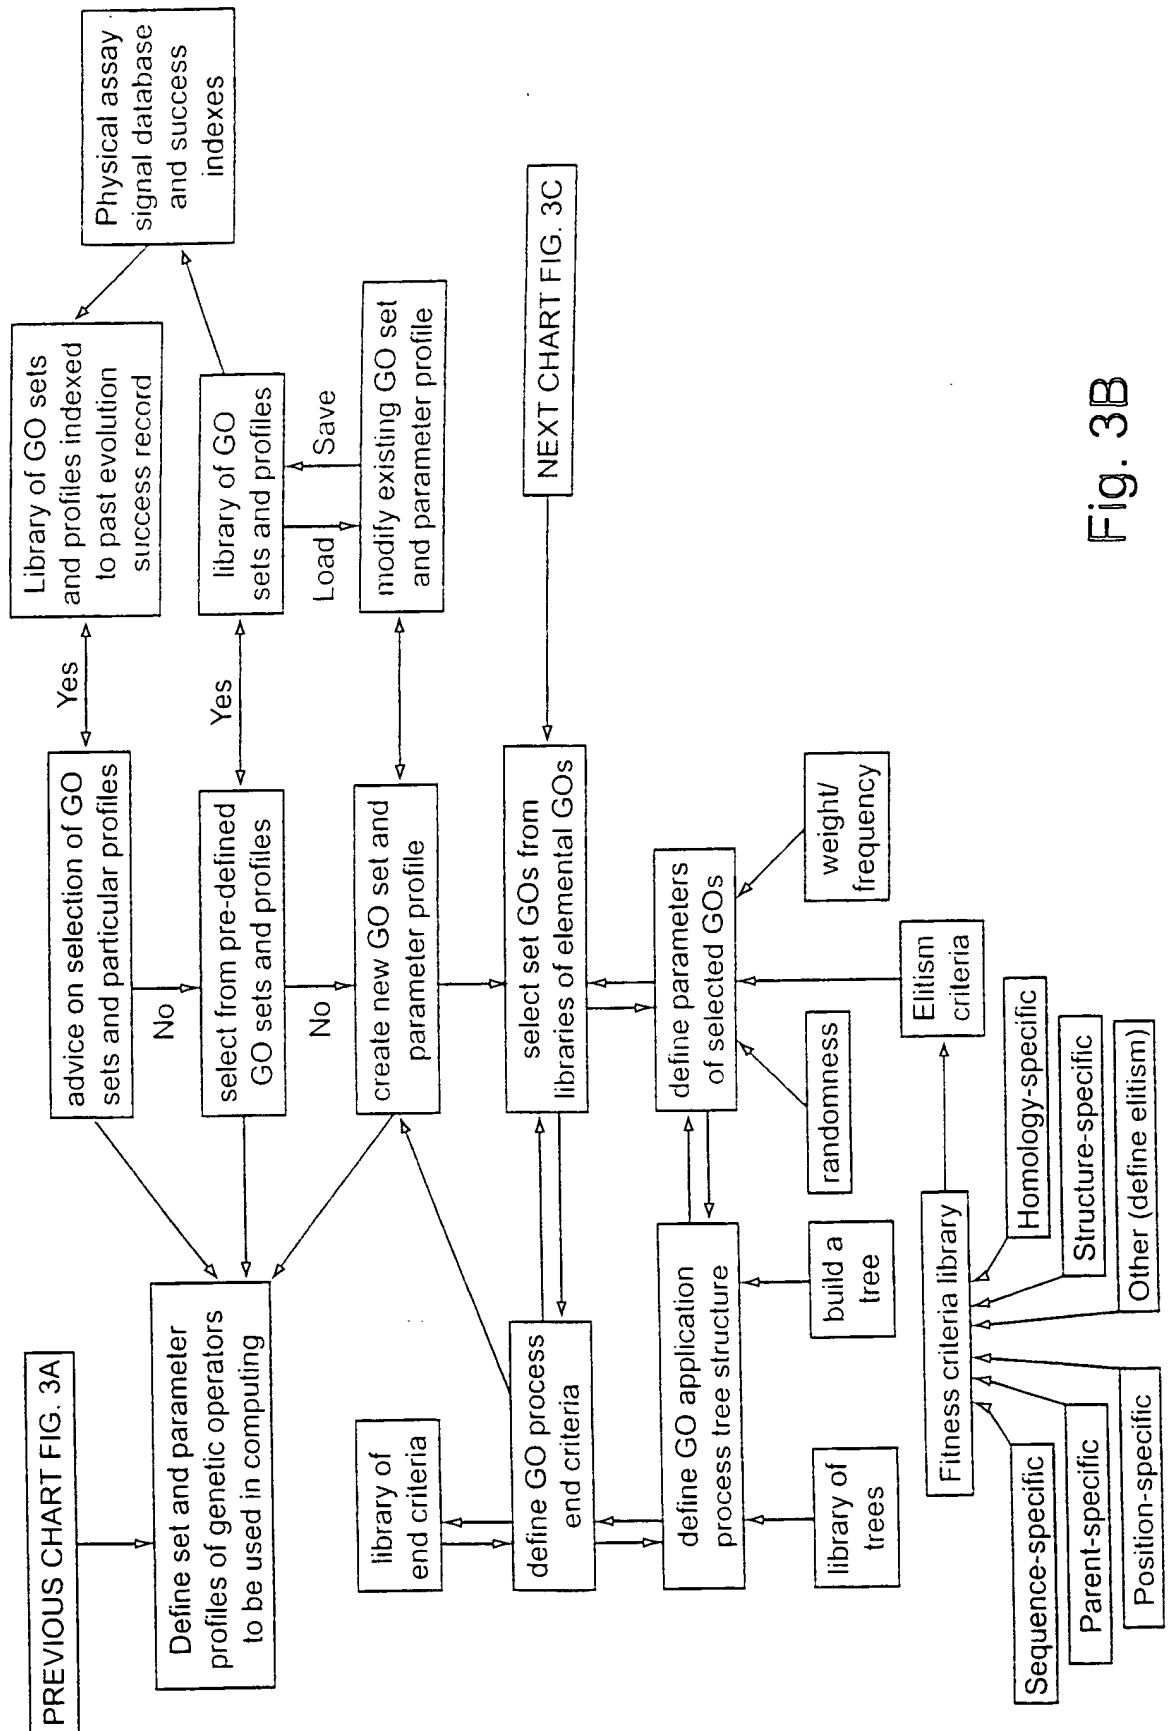 PREVIOUS CHART FIG. 3A
Define set and parameter
profiles of genetic operators
to be used in computing
advice on selection of GO
sets and particular profiles
Yes
Library of GO sets
and profiles indexed
to past evolution
success record
Physical assay
signal database
and success
indexes
No
select from pre-defined
GO sets and profiles
Yes
library of GO
sets and profiles
No
Load
Save
create new GO set and
parameter profile
modify existing GO set
and parameter profile
library of
end criteria
define GO process
end criteria
select set GOs from
libraries of elemental GOs
NEXT CHART FIG. 3C
define GO application
process tree structure
define parameters
of selected GOs
library of
trees
build a
tree
randomness
Elitism
criteria
weight/
frequency
Fitness criteria library
Sequence-specific
Parent-specific
Position-specific
Homology-specific
Structure-specific
Other (define elitism)
Fig. 3B